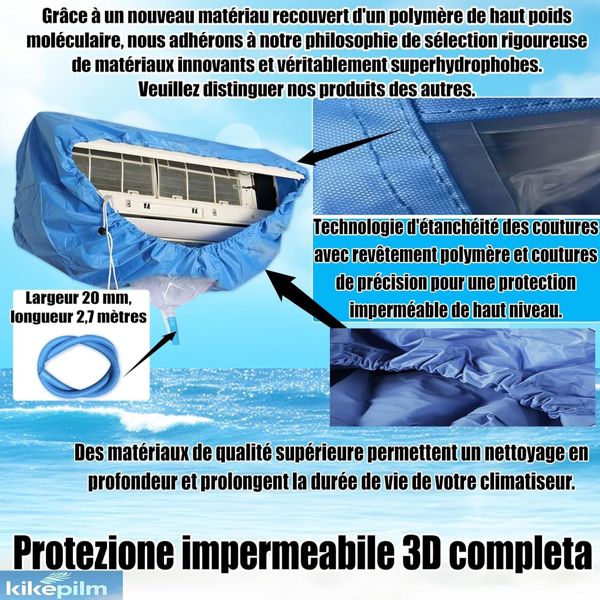 Grâce à un nouveau matériau recouvert d'un polymère de haut poids
moléculaire, nous adhérons à notre philosophie de sélection rigoureuse
de matériaux innovants et véritablement superhydrophobes.
Veuillez distinguer nos produits des autres.
Technologie d'étanchéité des coutures
avec revêtement polymère et coutures
de précision pour une protection
imperméable de haut niveau.
Largeur 20 mm,
longueur 2,7 mètres
Des matériaux de qualité supérieure permettent un nettoyage en
profondeur et prolongent la durée de vie de votre climatiseur.
Protezione impermeabile 3D completa
kikepilm